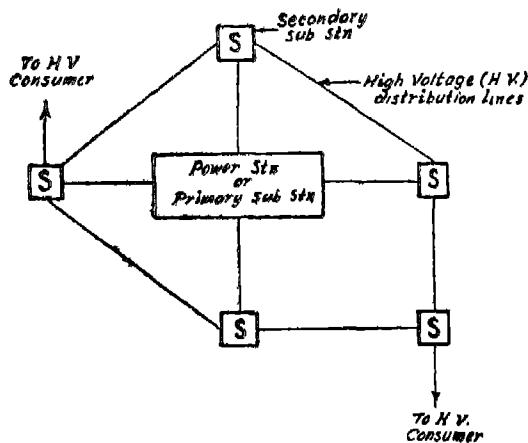 Secondary
sub stn
S
To H V
Consumer
High Voltage (H V.)
distribution lines
Power Stn
or
Primary sub Stn
S
S
S
S
To H V.
Consumer